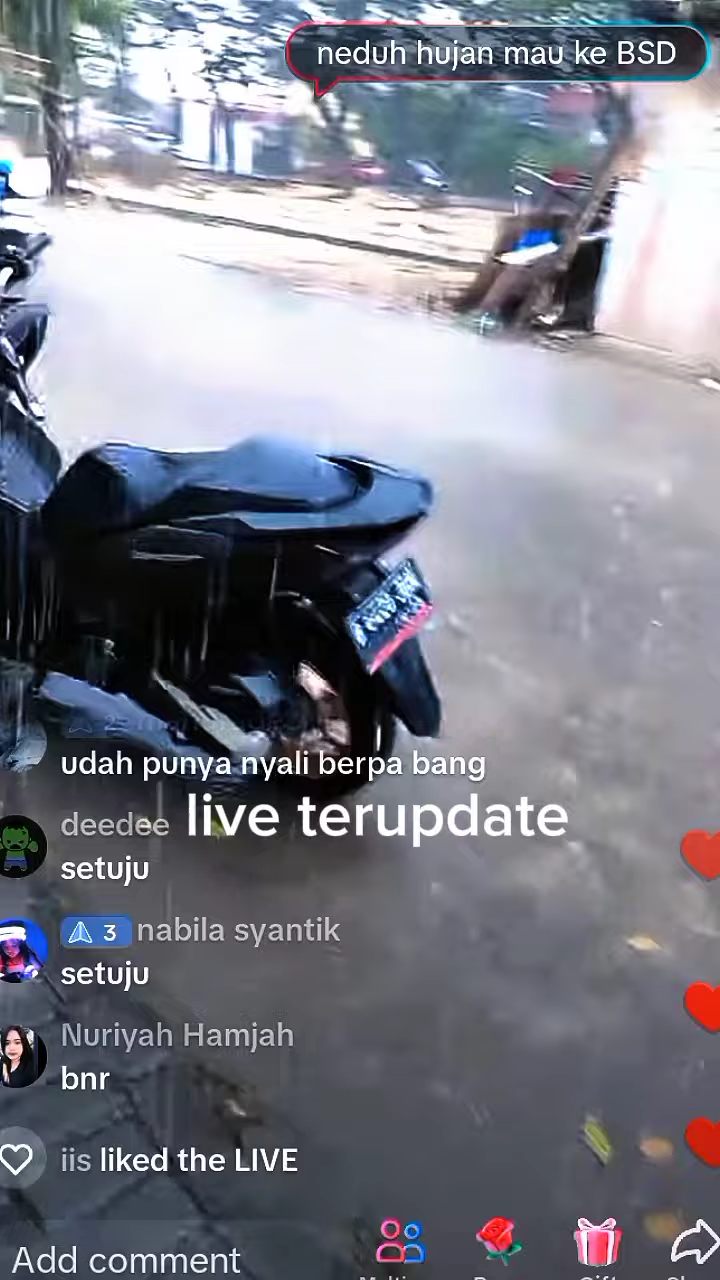 neduh hujan mau ke BSD
udah punya nyali berpa bang
deedee
live terupdate
setuju
3 nabila syantik
setuju
Nuriyah Hamjah
bnr
iis liked the LIVE
Add comment